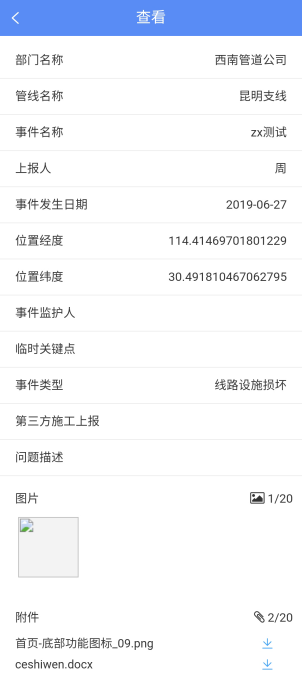 查看
部门名称 西南管道公司
管线名称 昆明支线
事件名称 zx测试
上报人 周
事件发生日期 2019-06-27
位置经度 114.41469701801229
位置纬度 30.491810467062795
事件监护人
临时关键点
事件类型 线路设施损坏
第三方施工上报
问题描述
图片 1/20
附件 2/20
首页-底部功能图标_09.png
ceshiwen.docx